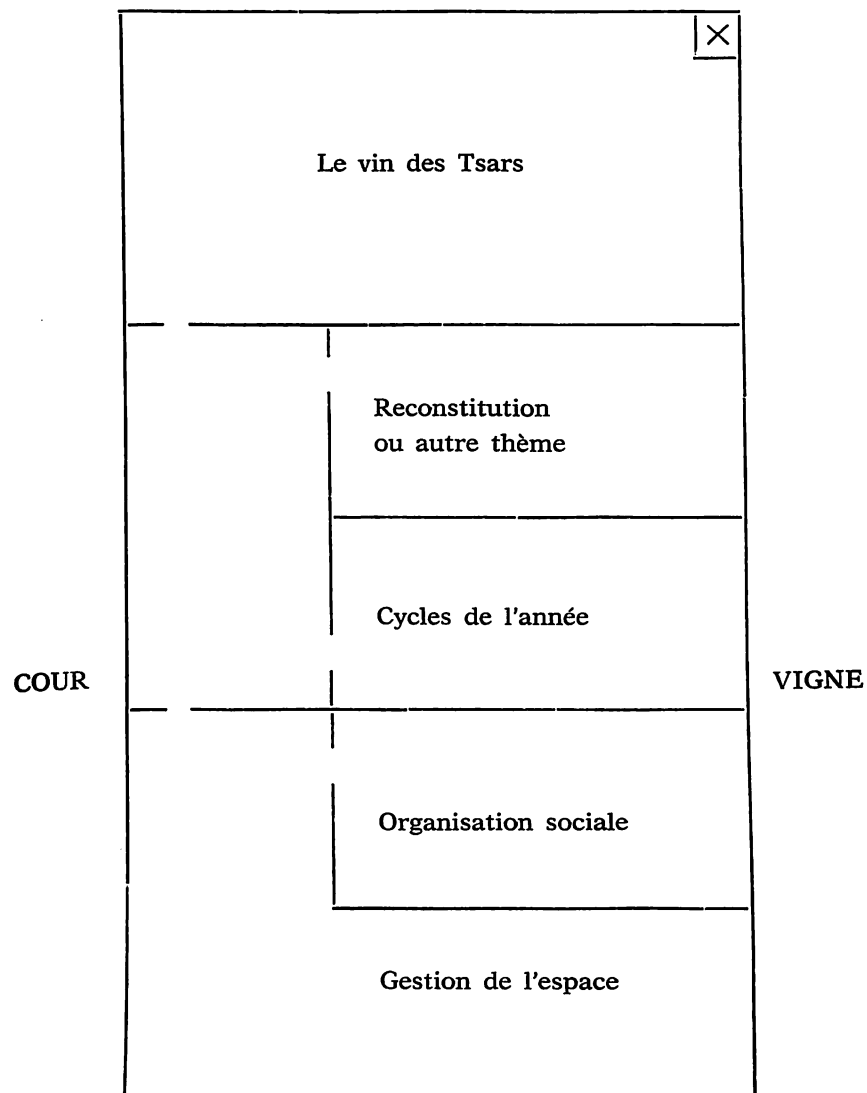 Le vin des Tsars
Reconstitution
ou autre thème
Cycles de l'année
COUR
VIGNE
Organisation sociale
Gestion de l'espace